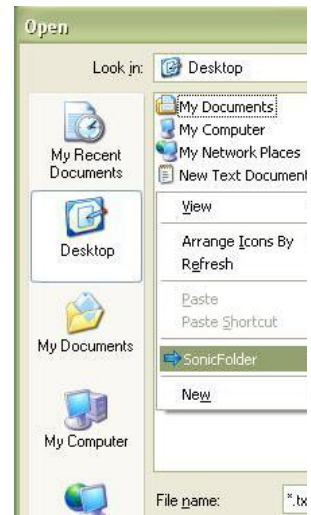 Open
Look in:
Desktop
My Recent
Documents
Desktop
My Documents
My Computer
My Documents
My Computer
My Network Places
New Text Document
View
Arrange Icons By
Refresh
Paste
Paste Shortcut
SonicFolder
New
File name:
*.tx